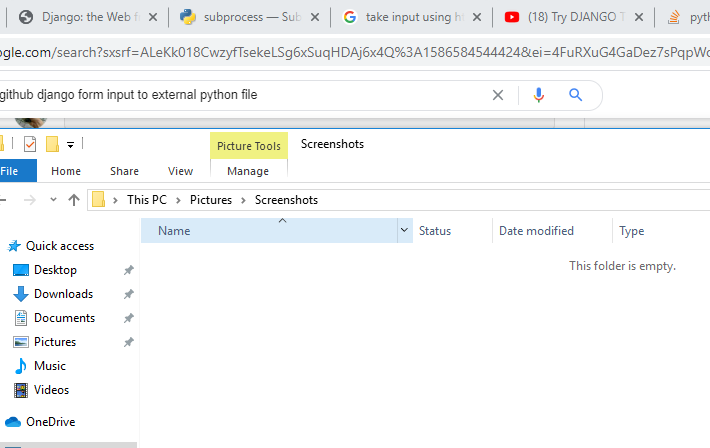 Django: the Web fa
subprocess — Sub
take input using ht
(18) Try DJANGO T
pyth
ogle.com/search?sxsrf=ALeKk018CwzyfTsekeLSg6xSuqHDAj6x4Q%3A1586584544424&ei=4FuRXuG4GaDez7sPqpWo
github django form input to external python file
Picture Tools
Screenshots
File
Home
Share
View
Manage
This PC
Pictures
Screenshots
Name
Status
Date modified
Type
Quick access
This folder is empty.
Desktop
Downloads
Documents
Pictures
Music
Videos
OneDrive